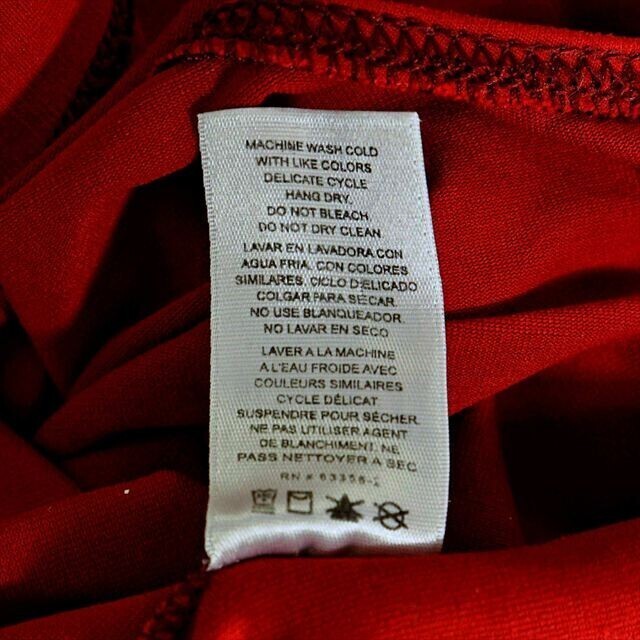 MACHINE WASH COLD
WITH LIKE COLORS
DELICATE CYCLE
HANG DRY.
DO NOT BLEACH.
DO NOT DRY CLEAN
LAVAR EN LAVADORA CON
AGUA FRIA, CON COLORES
SIMILARES, CICLO DELICADO
COLGAR PARA SECAR.
NO USE BLANQUEADOR.
NO LAVAR EN SECO
LAVER A LA MACHINE
A L'EAU FROIDE AVEC
COULEURS SIMILAIRES
CYCLE DÉLICAT.
SUSPENDRE POUR SÉCHER.
NE PAS UTILISER AGENT
DE BLANCHIMENT. NE
PAS NETTOYER A SEC
RN #